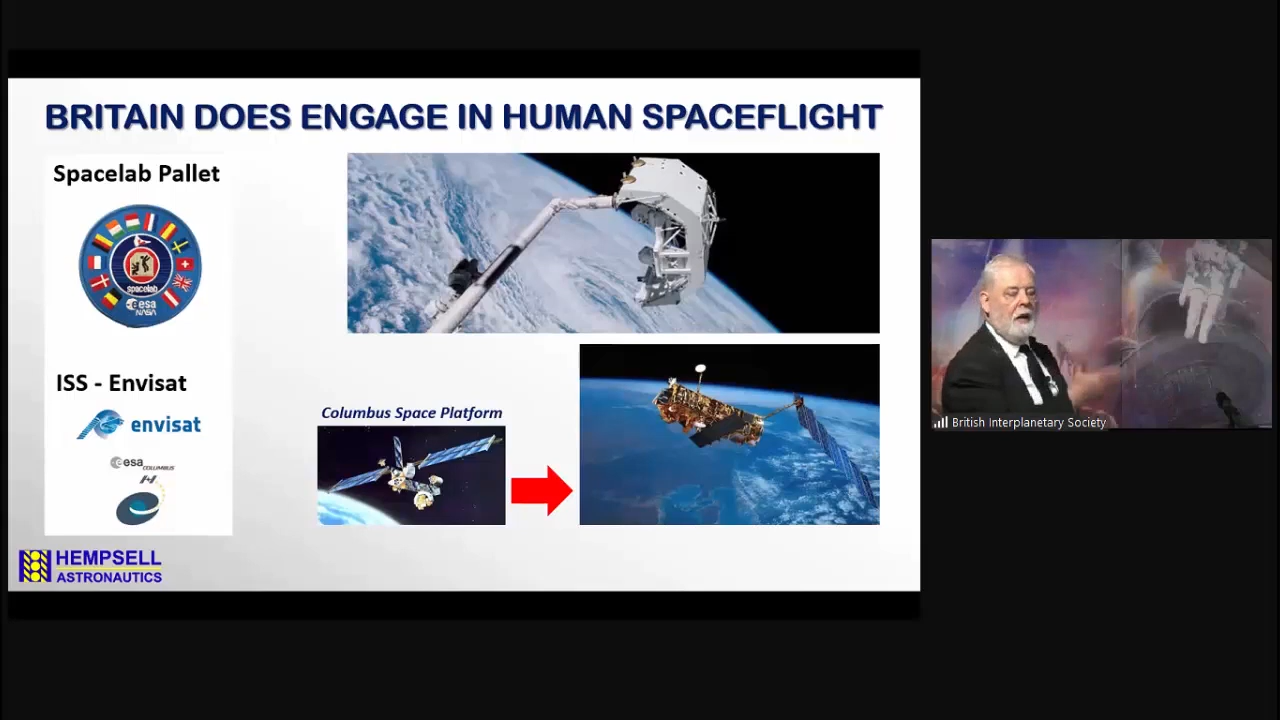 BRITAIN DOES ENGAGE IN HUMAN SPACEFLIGHT
Spacelab Pallet
spacelab
esa
NASA
ISS - Envisat
envisat
esa COLUMBUS
Columbus Space Platform
HEMPSELL
ASTRONAUTICS
British Interplanetary Society